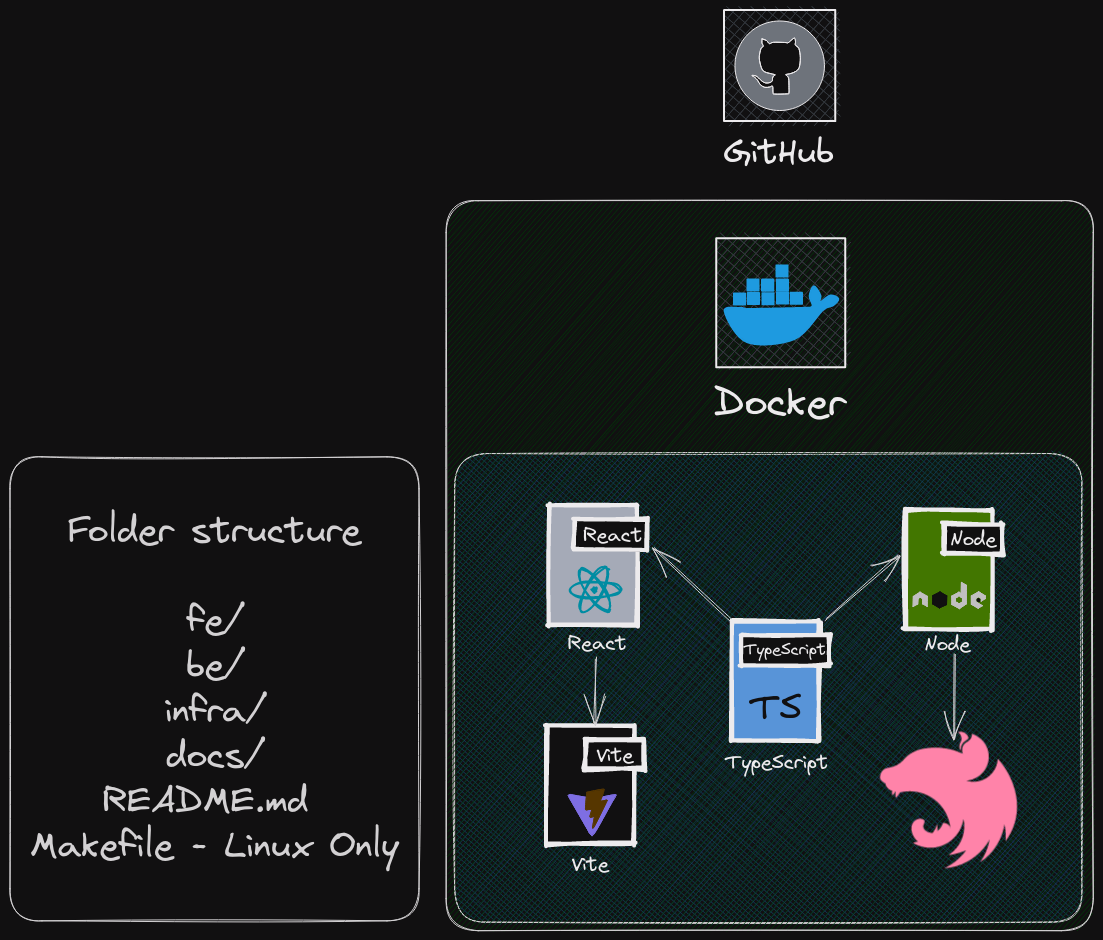 GitHub
Docker
Folder structure
fe/
be/
infra/
docs/
README.md
Makefile - Linux Only
React
React
Node
node
Node
TypeScript
TS
TypeScript
Vite
Vite